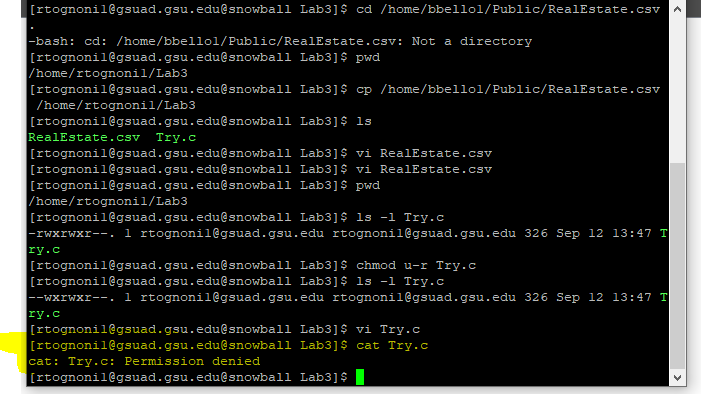 [rtognoni1@gsuad.gsu.edu@snowball Lab3]$ cd /home/bbello1/Public/RealEstate.csv
.
-bash: cd: /home/bbello1/Public/RealEstate.csv: Not a directory
[rtognoni1@gsuad.gsu.edu@snowball Lab3]$ pwd
/home/rtognoni1/Lab3
[rtognoni1@gsuad.gsu.edu@snowball Lab3]$ cp /home/bbello1/Public/RealEstate.csv
 /home/rtognoni1/Lab3
[rtognoni1@gsuad.gsu.edu@snowball Lab3]$ ls
RealEstate.csv  Try.c
[rtognoni1@gsuad.gsu.edu@snowball Lab3]$ vi RealEstate.csv
[rtognoni1@gsuad.gsu.edu@snowball Lab3]$ vi RealEstate.csv
[rtognoni1@gsuad.gsu.edu@snowball Lab3]$ pwd
/home/rtognoni1/Lab3
[rtognoni1@gsuad.gsu.edu@snowball Lab3]$ ls -l Try.c
-rwxrwxr--. 1 rtognoni1@gsuad.gsu.edu rtognoni1@gsuad.gsu.edu 326 Sep 12 13:47 T
ry.c
[rtognoni1@gsuad.gsu.edu@snowball Lab3]$ chmod u-r Try.c
[rtognoni1@gsuad.gsu.edu@snowball Lab3]$ ls -l Try.c
--wxrwxr--. 1 rtognoni1@gsuad.gsu.edu rtognoni1@gsuad.gsu.edu 326 Sep 12 13:47 T
ry.c
[rtognoni1@gsuad.gsu.edu@snowball Lab3]$ vi Try.c
[rtognoni1@gsuad.gsu.edu@snowball Lab3]$ cat Try.c
cat: Try.c: Permission denied
[rtognoni1@gsuad.gsu.edu@snowball Lab3]$